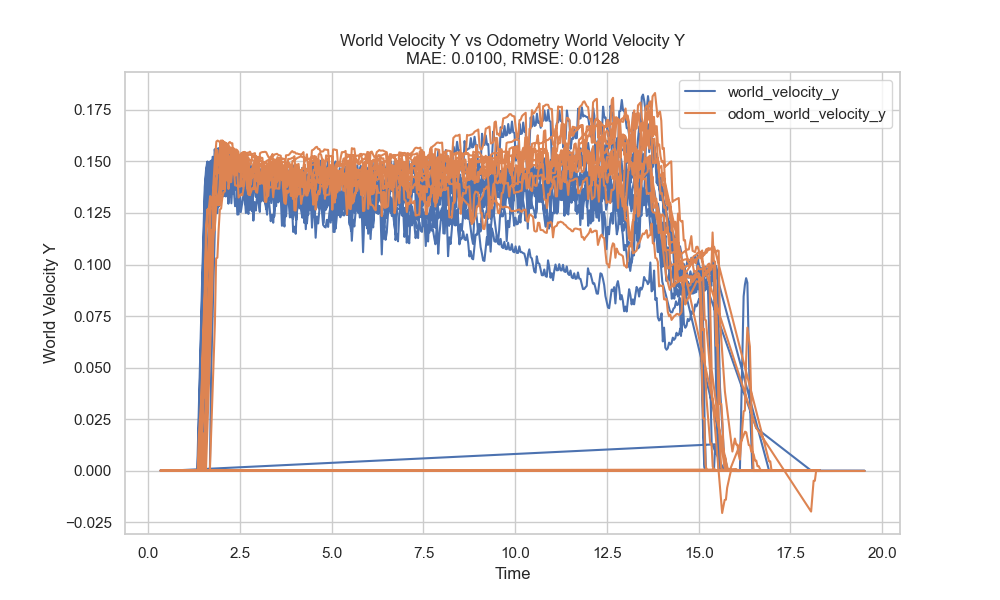 World Velocity Y vs Odometry World Velocity Y
MAE: 0.0100, RMSE: 0.0128
world_velocity_y
odom_world_velocity_y
0.175
0.150
0.125
0.100
0.075
0.050
0.025
0.000
−0.025
World Velocity Y
0.0 2.5 5.0 7.5 10.0 12.5 15.0 17.5 20.0
Time